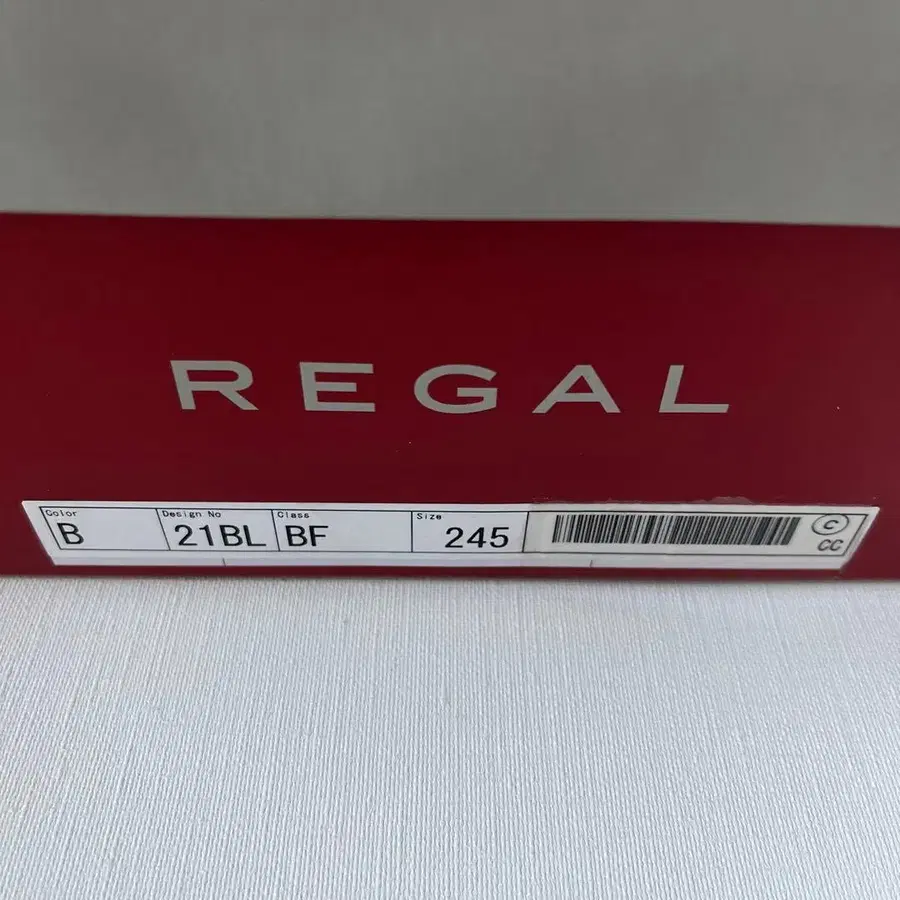 REGAL
Color Design No Class Size
B 21BL BF 245 C
CC